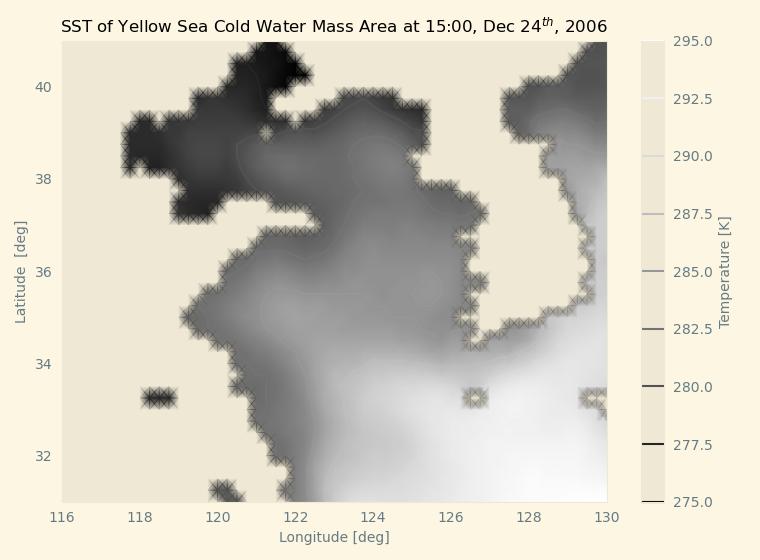 SST of Yellow Sea Cold Water Mass Area at 15:00, Dec 24th, 2006
295.0
40
292.5
290.0
38
287.5
Latitude [deg]
36
285.0
Temperature [K]
282.5
34
280.0
277.5
32
275.0
116 118 120 122 124 126 128 130
Longitude [deg]